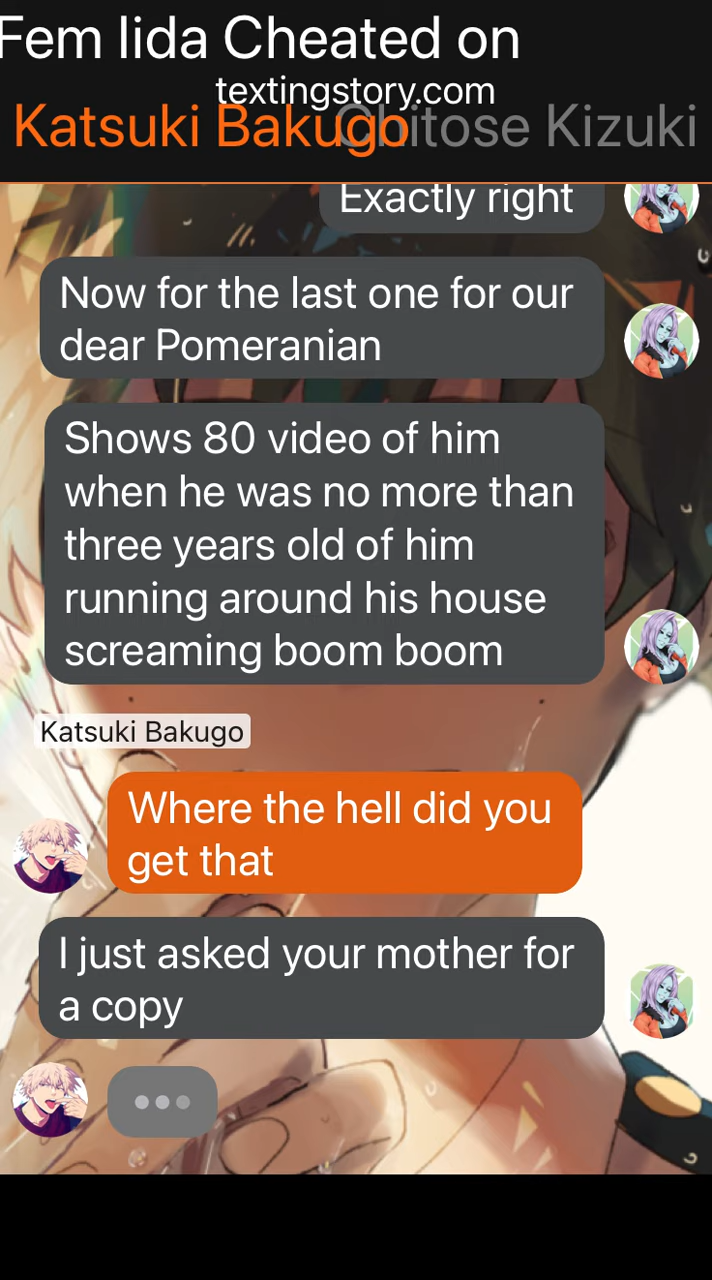 Fem Iida Cheated on
textingstory.com
Katsuki Bakugo
Chitose Kizuki
Exactly right
Now for the last one for our
dear Pomeranian
Shows 80 video of him
when he was no more than
three years old of him
running around his house
screaming boom boom
Katsuki Bakugo
Where the hell did you
get that
I just asked your mother for
a copy